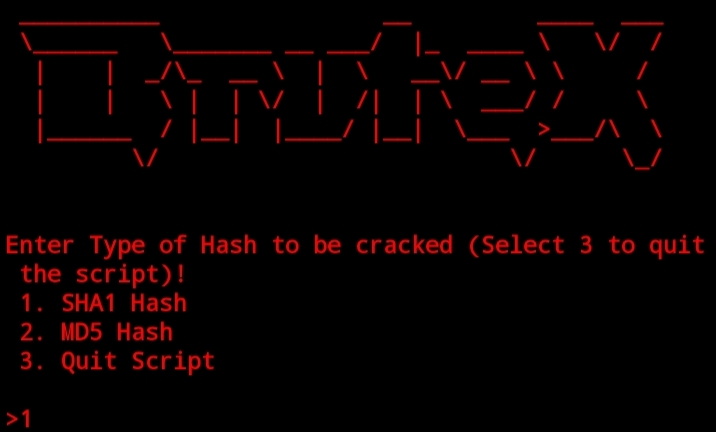 BruteX
Enter Type of Hash to be cracked (Select 3 to quit
the script)!
1. SHA1 Hash
2. MD5 Hash
3. Quit Script
>1